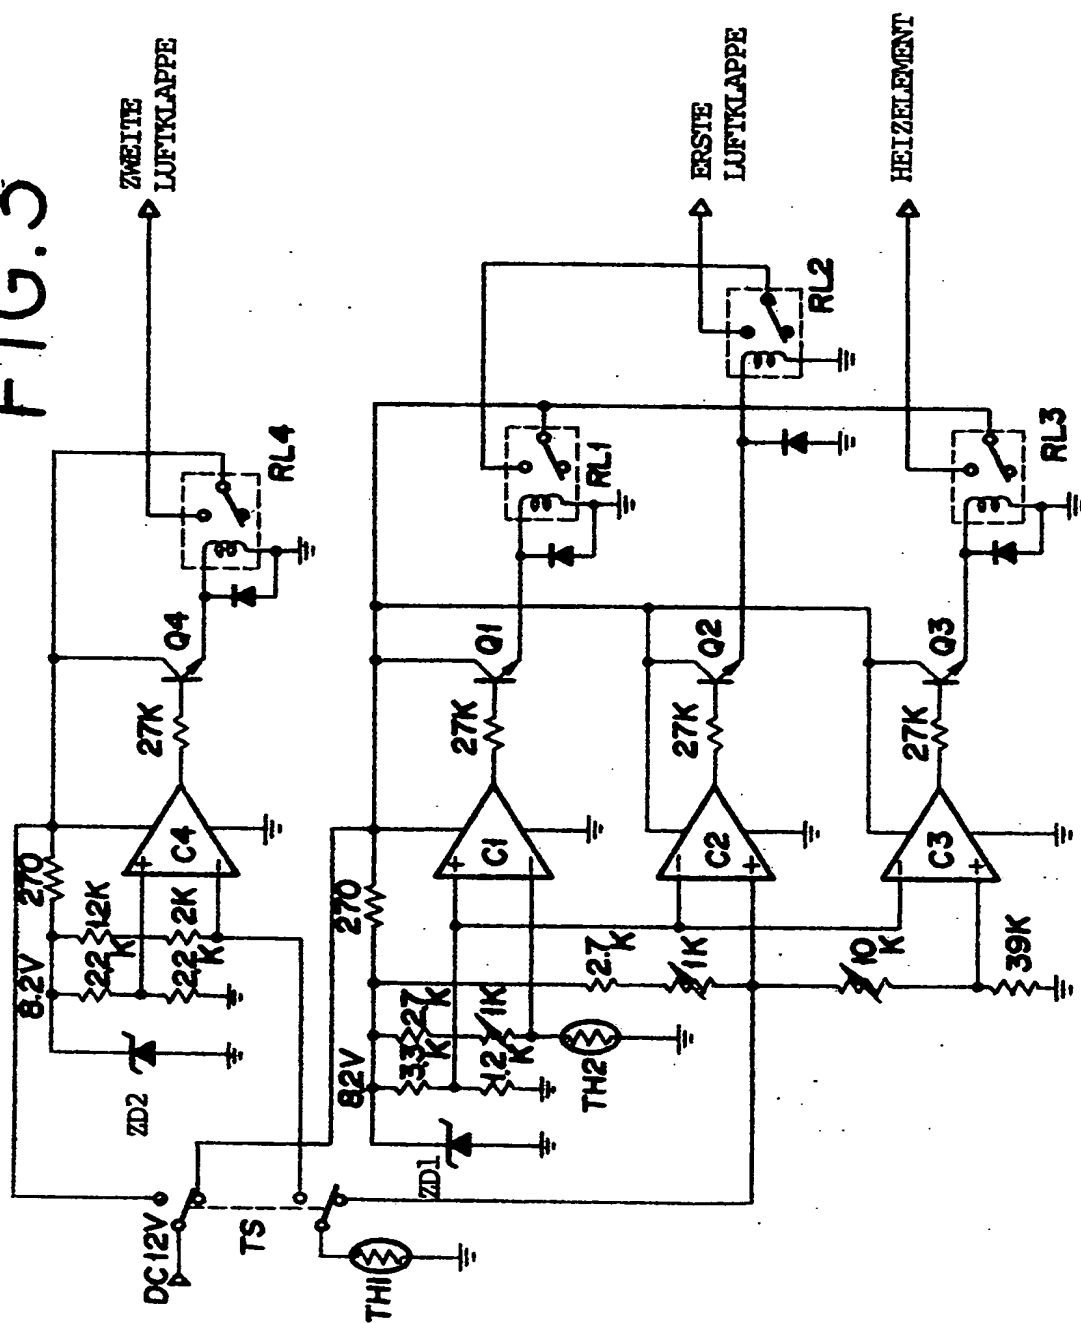 FIG.5
ZWEITE
LUFTKLAPPE
ERSTE
LUFTKLAPPE
HEIZELEMENT
RL4
RL2
RL1
RL3
Q4
Q1
Q2
Q3
27K
27K
27K
27K
C4
+
−
C1
+
−
C2
−
+
C3
−
+
270
12K
2K
22K
22K
8.2V
ZD2
270
27K
1K
3.3K
1.2K
8.2V
TH2
2.7K
1K
10K
39K
ZD1
DC12V
TS
TH1